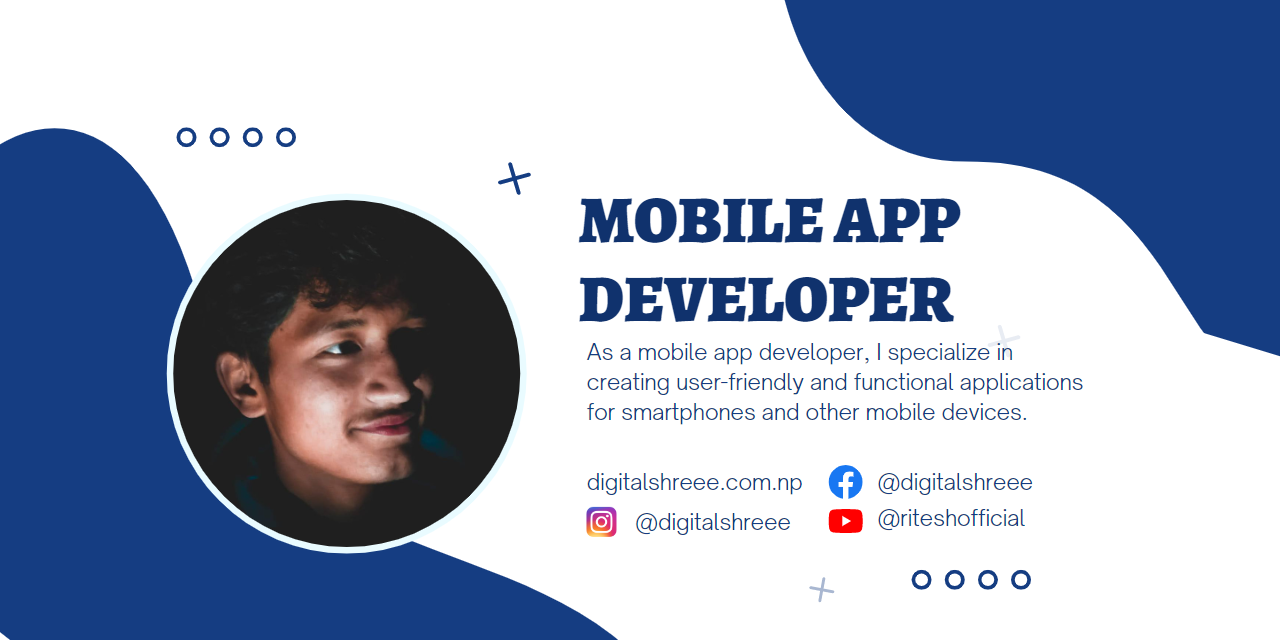 MOBILE APP
DEVELOPER
As a mobile app developer, I specialize in
creating user-friendly and functional applications
for smartphones and other mobile devices.
digitalshreee.com.np
@digitalshreee
@digitalshreee
@riteshofficial